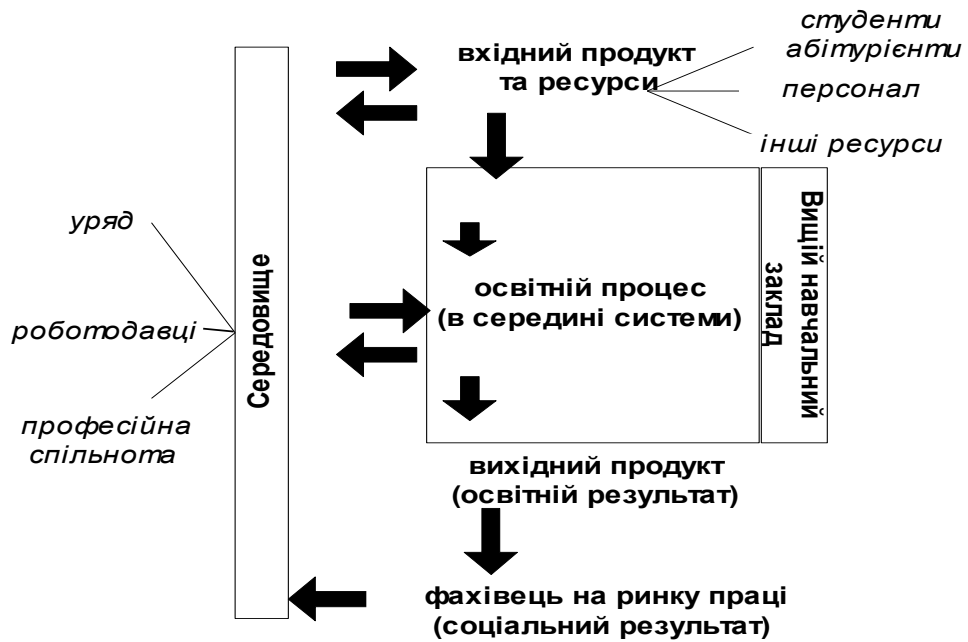 студенти
абітурієнти
вхідний продукт
та ресурси
персонал
інші ресурси
уряд
роботодавці
професійна
спільнота
Середовище
освітній процес
(в середині системи)
Вищій навчальний
заклад
вихідний продукт
(освітній результат)
фахівець на ринку праці
(соціальний результат)